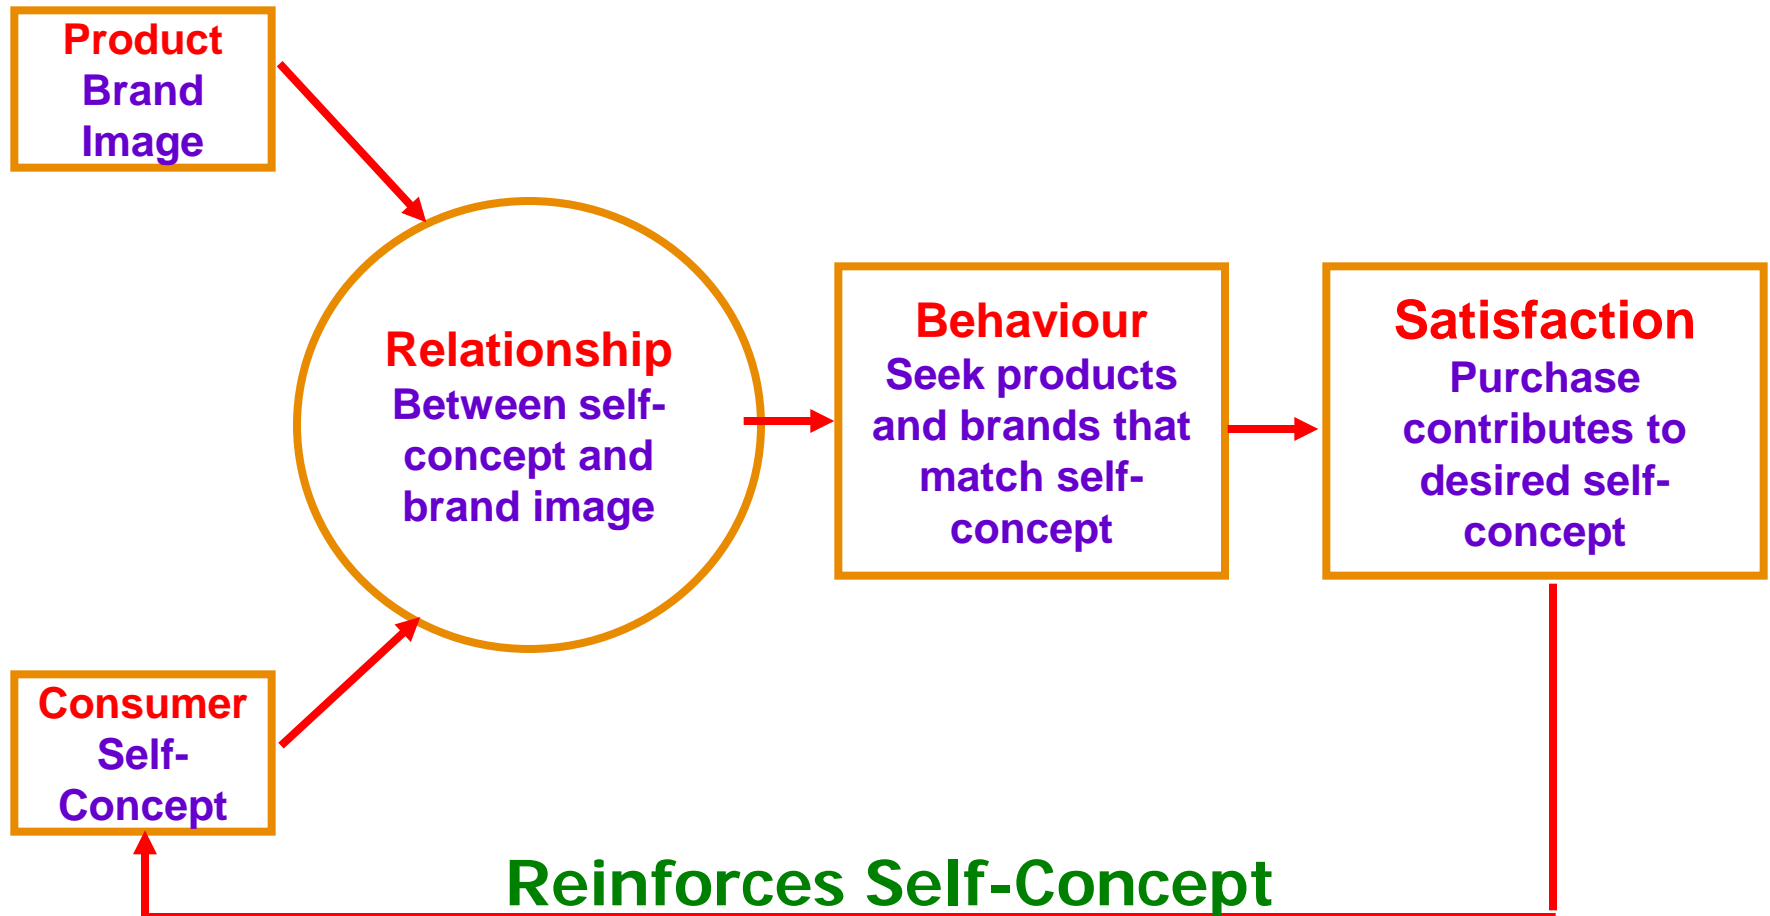 Product
Brand
Image
Relationship
Between self-
concept and
brand image
Behaviour
Seek products
and brands that
match self-
concept
Satisfaction
Purchase
contributes to
desired self-
concept
Consumer
Self-
Concept
Reinforces Self-Concept